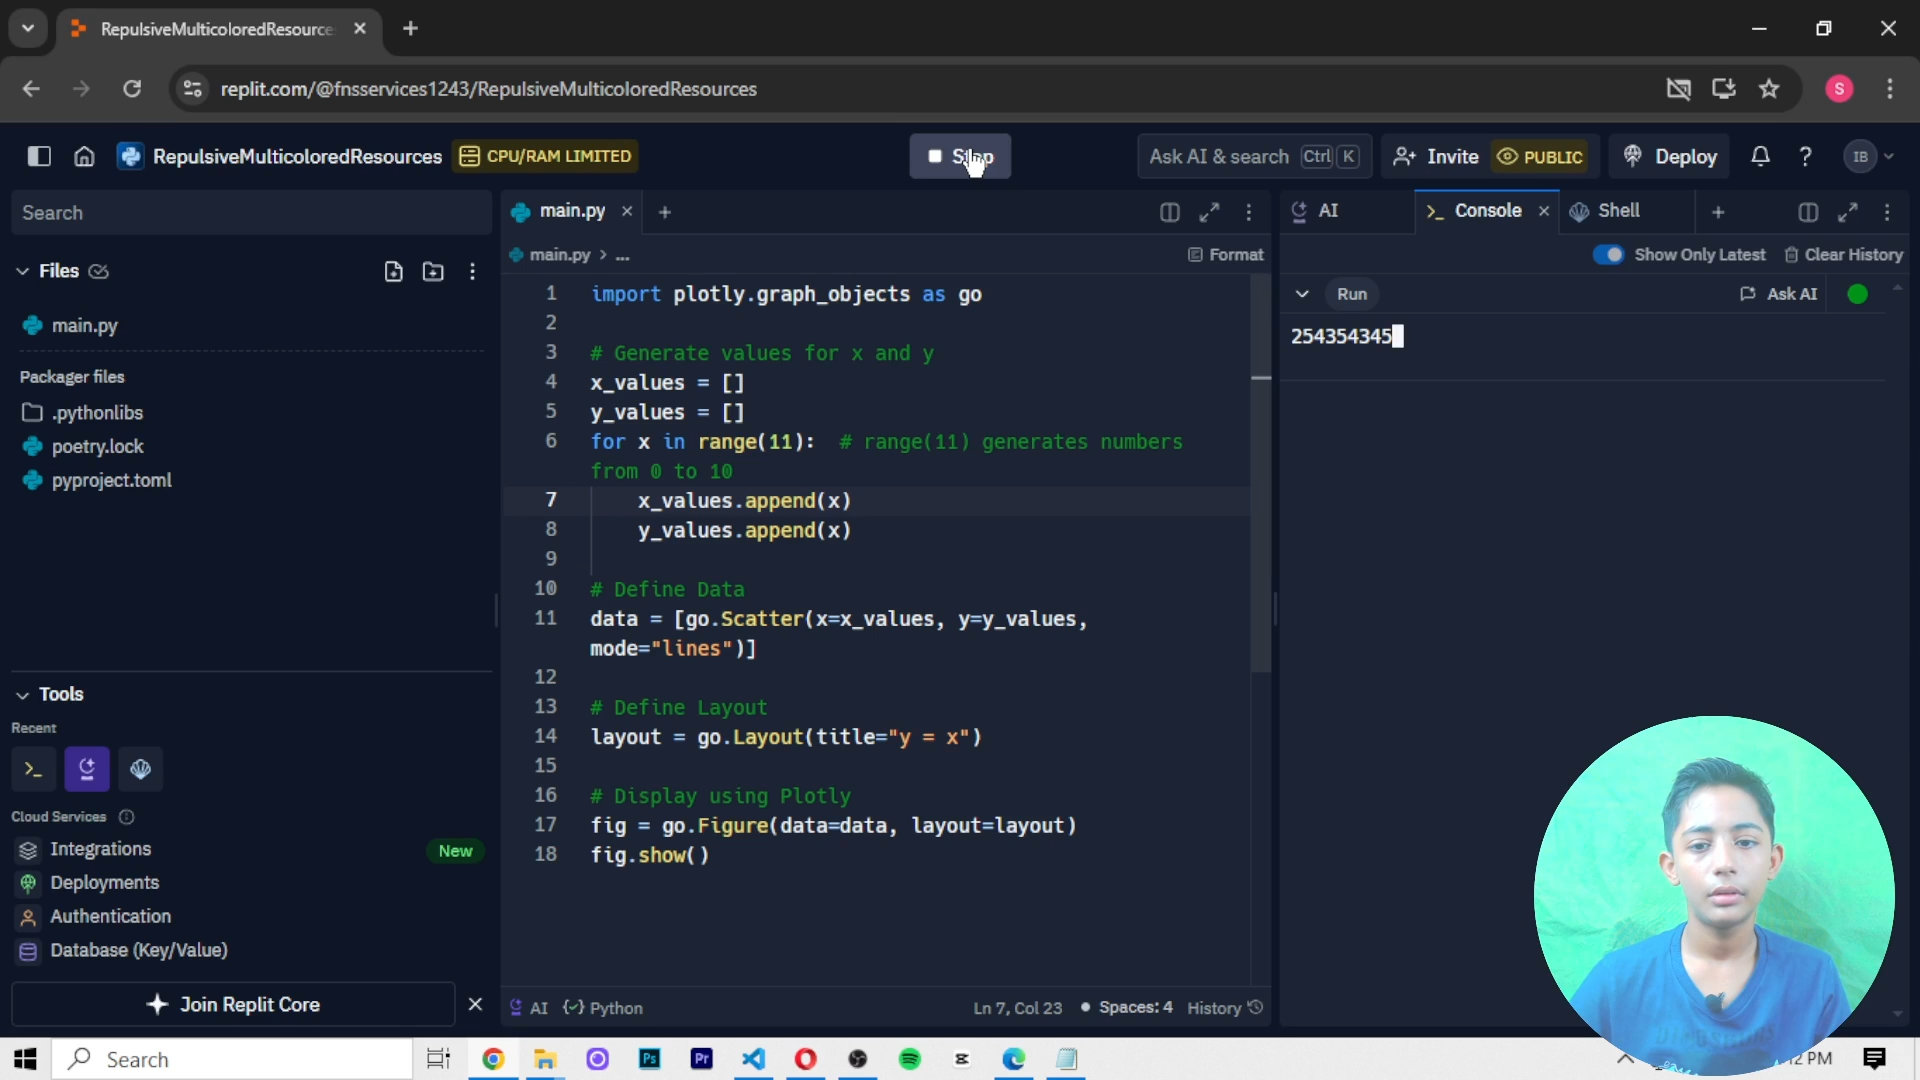 RepulsiveMulticoloredResource
replit.com/@fnsservices1243/RepulsiveMulticoloredResources
S
RepulsiveMulticoloredResources
CPU/RAM LIMITED
Stop
Ask AI & search Ctrl K
Invite
PUBLIC
Deploy
IB
Search
main.py
AI
Console
Shell
main.py > ...
Format
Show Only Latest
Clear History
Files
main.py
Packager files
.pythonlibs
poetry.lock
pyproject.toml
1 import plotly.graph_objects as go
2
3 # Generate values for x and y
4 x_values = []
5 y_values = []
6 for x in range(11): # range(11) generates numbers
from 0 to 10
7 x_values.append(x)
8 y_values.append(x)
9
10 # Define Data
11 data = [go.Scatter(x=x_values, y=y_values,
mode="lines")]
12
13 # Define Layout
14 layout = go.Layout(title="y = x")
15
16 # Display using Plotly
17 fig = go.Figure(data=data, layout=layout)
18 fig.show()
Run
Ask AI
254354345
Tools
Recent
Cloud Services
Integrations
New
Deployments
Authentication
Database (Key/Value)
Join Replit Core
AI
Python
Ln 7, Col 23
Spaces: 4
History
Search
Ps
Pr
12 PM